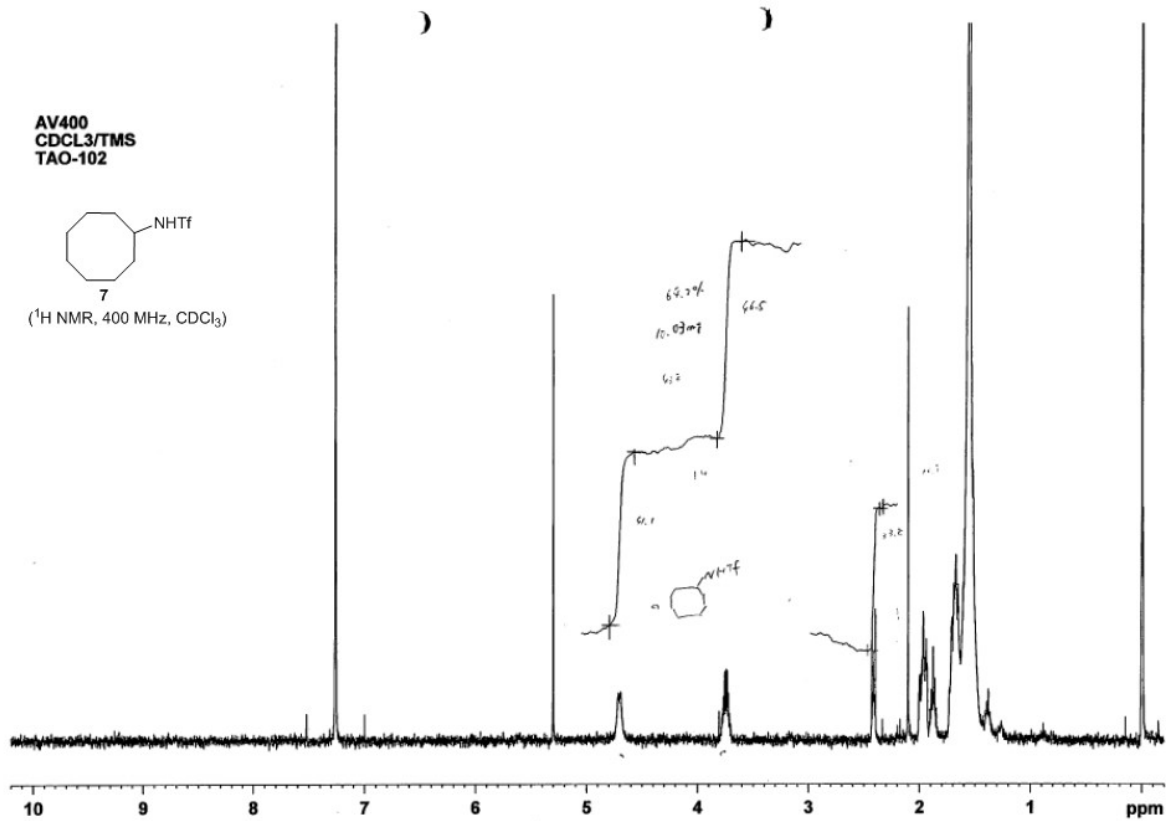 AV400
CDCL3/TMS
TAO-102
NHTf
7
(¹H NMR, 400 MHz, CDCl₃)
46.5
NHTf
10 9 8 7 6 5 4 3 2 1 ppm